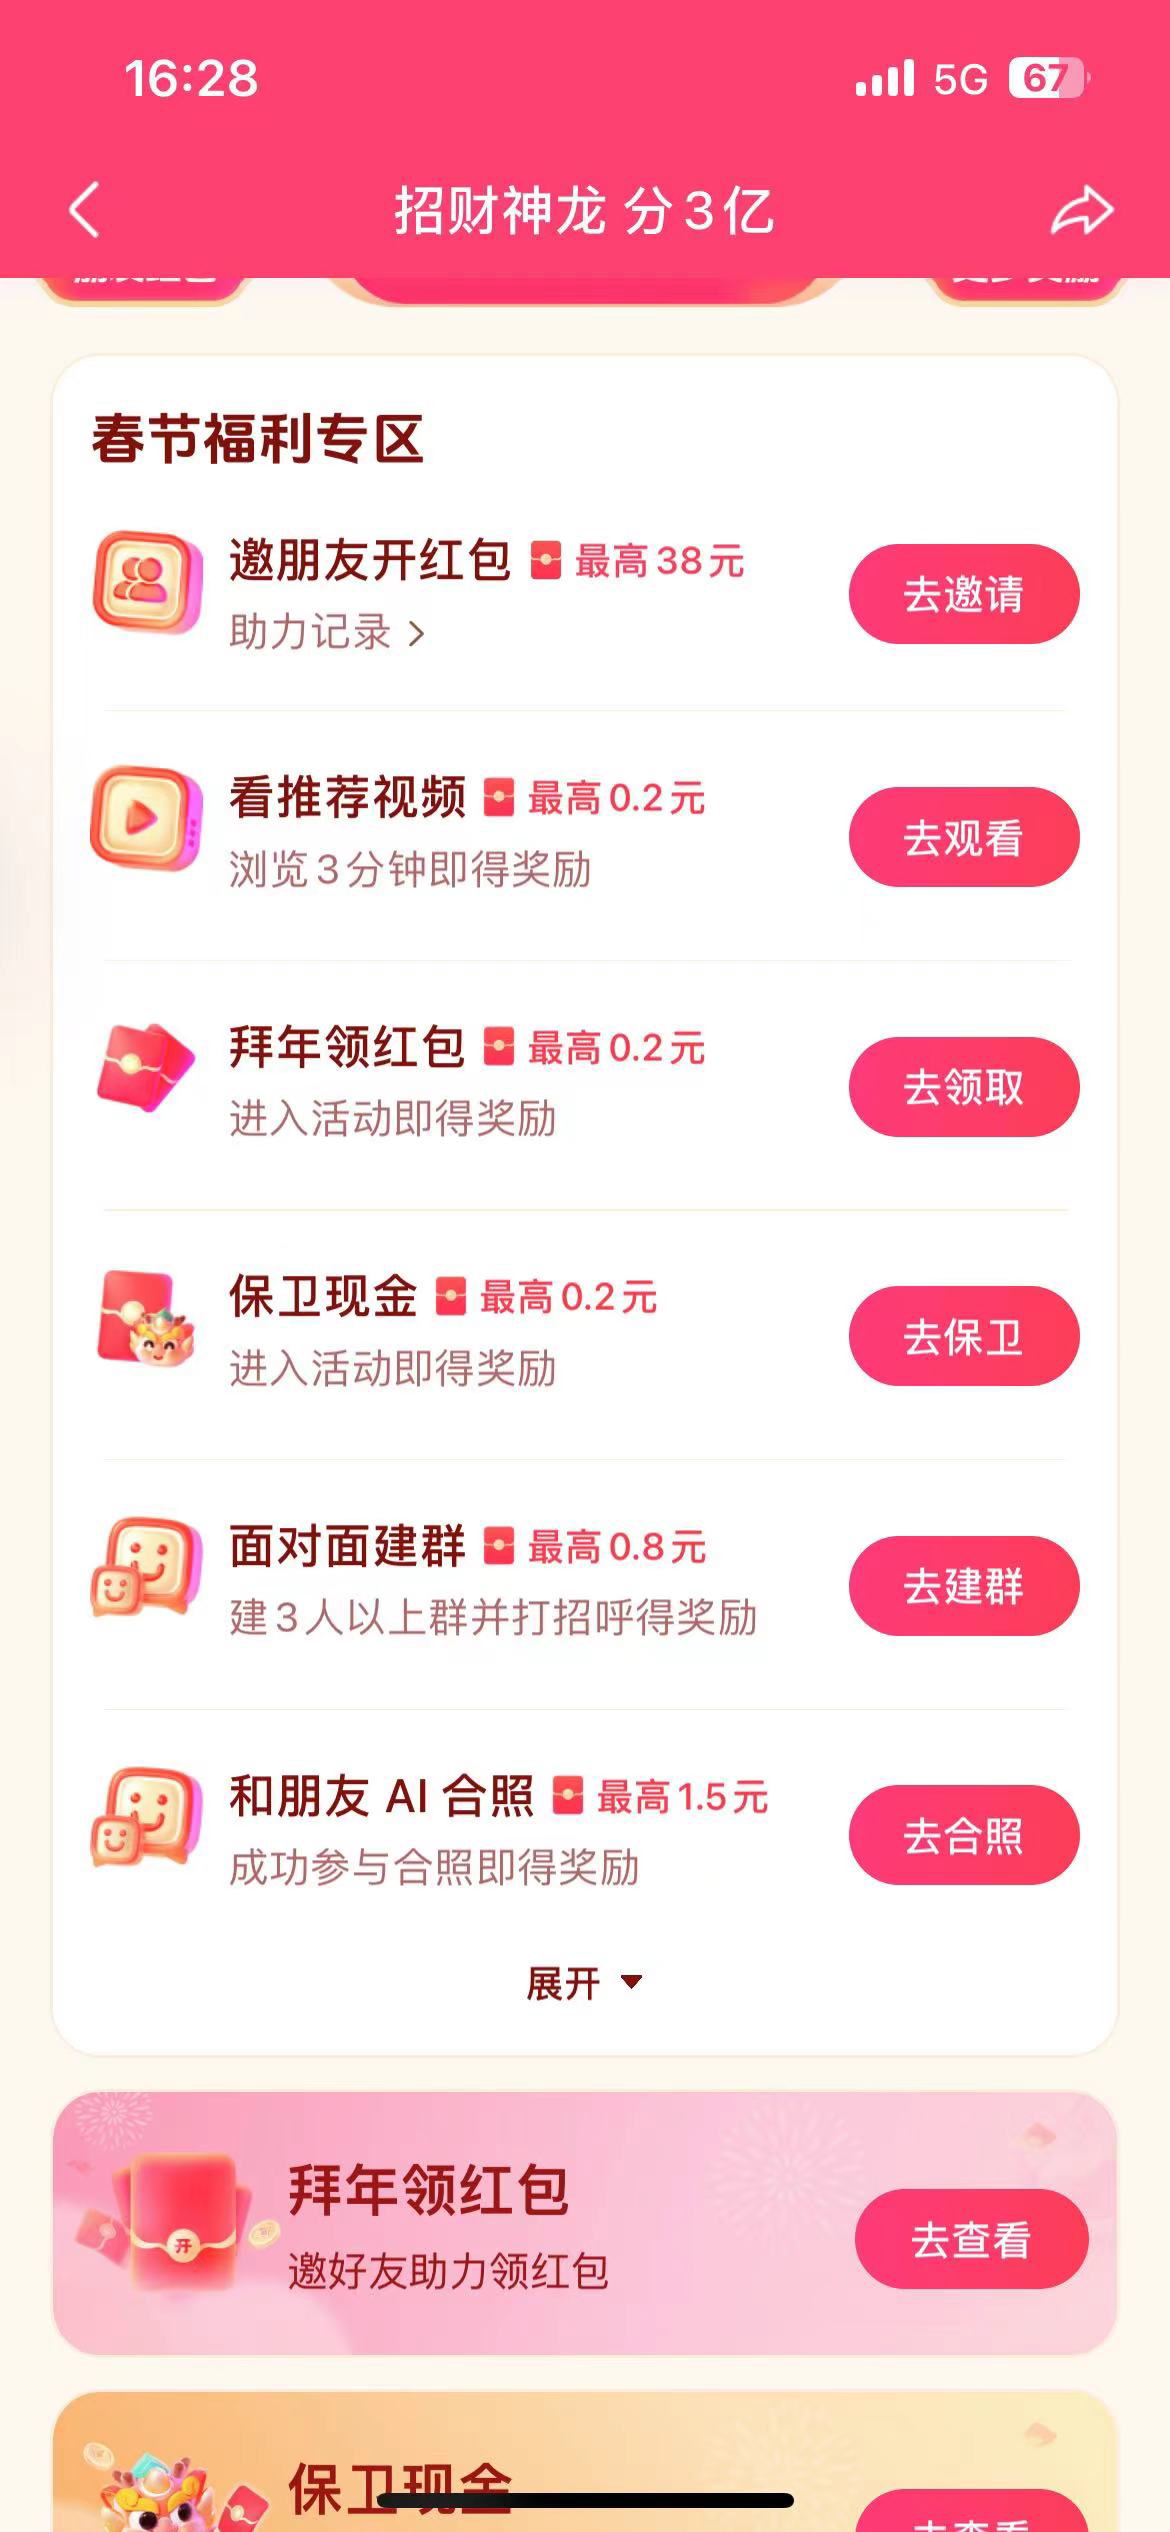 16:28
5G 67
招财神龙 分3亿
春节福利专区
邀朋友开红包 最高38元
助力记录 >
去邀请
看推荐视频 最高0.2元
浏览3分钟即得奖励
去观看
拜年领红包 最高0.2元
进入活动即得奖励
去领取
保卫现金 最高0.2元
进入活动即得奖励
去保卫
面对面建群 最高0.8元
建3人以上群并打招呼得奖励
去建群
和朋友 AI 合照 最高1.5元
成功参与合照即得奖励
去合照
展开
开
拜年领红包
邀好友助力领红包
去查看
保卫现金
去查看